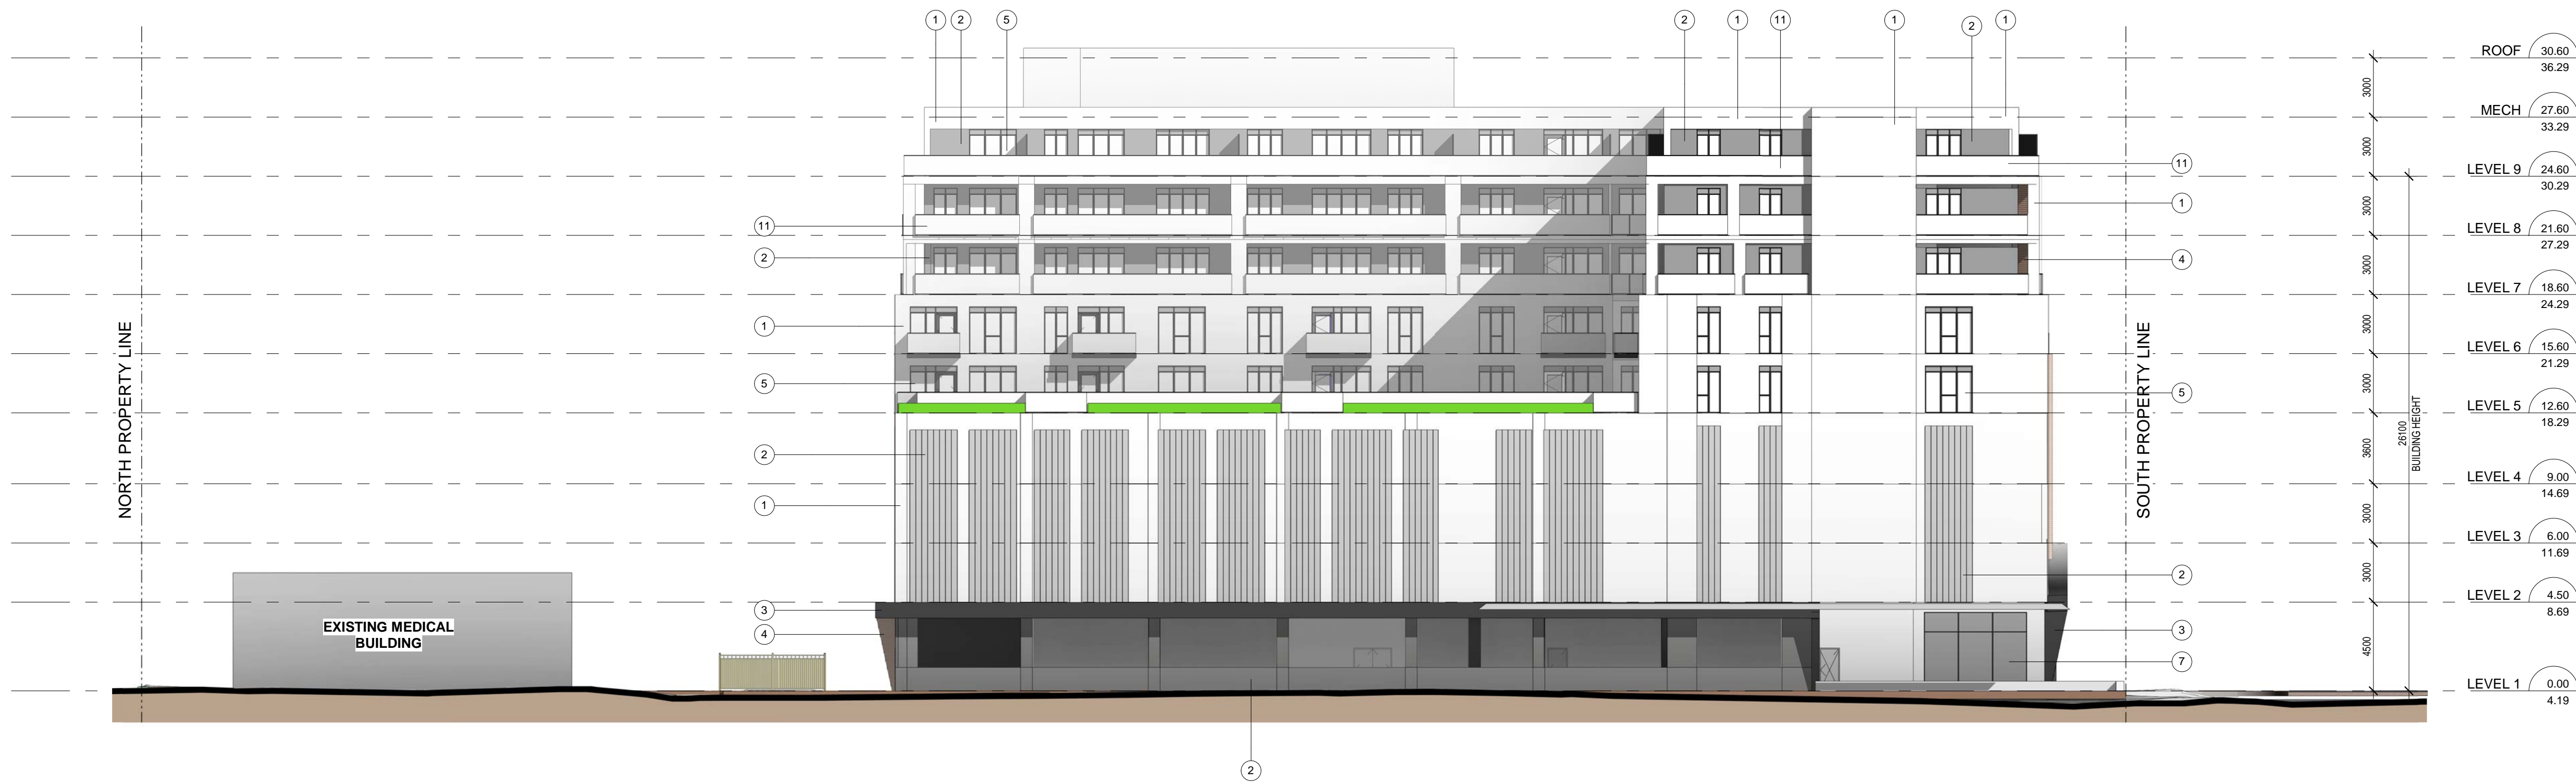 1 2 5 2 1 11 1 2 1
ROOF 30.60
36.29
3000
MECH 27.60
33.29
3000
11
LEVEL 9 24.60
30.29
3000
1
11
LEVEL 8 21.60
27.29
2
4
3000
LEVEL 7 18.60
24.29
1
3000
LEVEL 6 15.60
21.29
5
5
3000
LEVEL 5 12.60
18.29
NORTH PROPERTY LINE
SOUTH PROPERTY LINE
26100
BUILDING HEIGHT
2
3600
LEVEL 4 9.00
14.69
1
3000
LEVEL 3 6.00
11.69
2
3000
LEVEL 2 4.50
8.69
3
EXISTING MEDICAL
BUILDING
4
3
4500
7
LEVEL 1 0.00
4.19
2